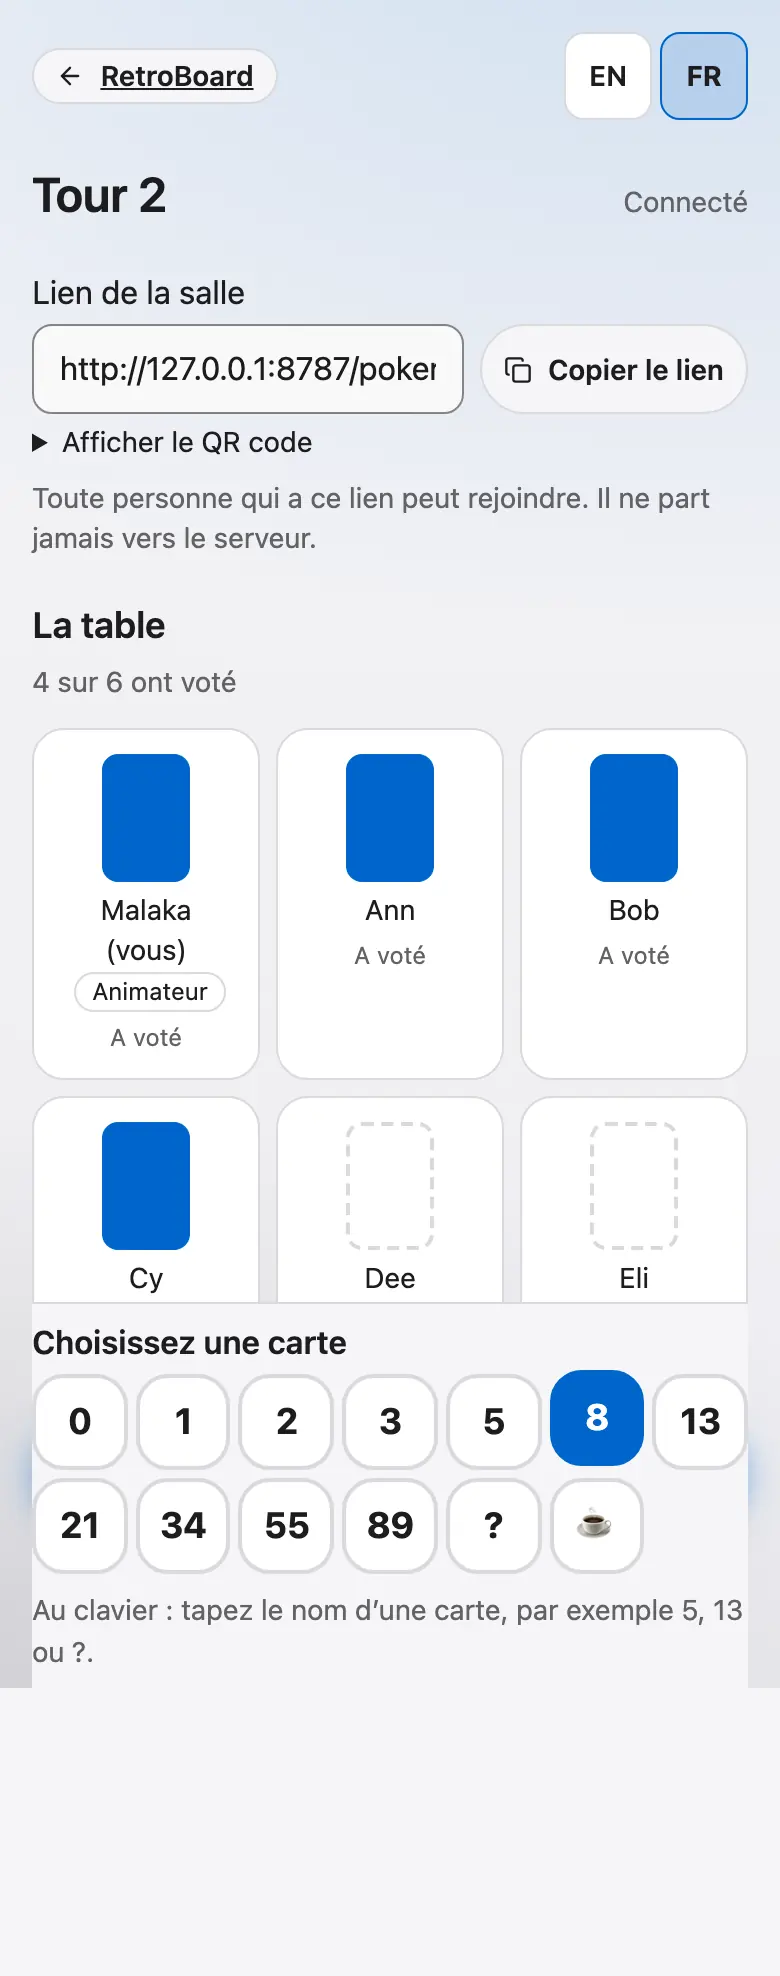 RetroBoard
EN
FR
Tour 2
Connecté
Lien de la salle
http://127.0.0.1:8787/poker
Copier le lien
Afficher le QR code
Toute personne qui a ce lien peut rejoindre. Il ne part
jamais vers le serveur.
La table
4 sur 6 ont voté
Malaka
(vous)
Animateur
A voté
Ann
A voté
Bob
A voté
Cy
Dee
Eli
Choisissez une carte
0
1
2
3
5
8
13
21
34
55
89
?
Au clavier : tapez le nom d’une carte, par exemple 5, 13
ou ?.